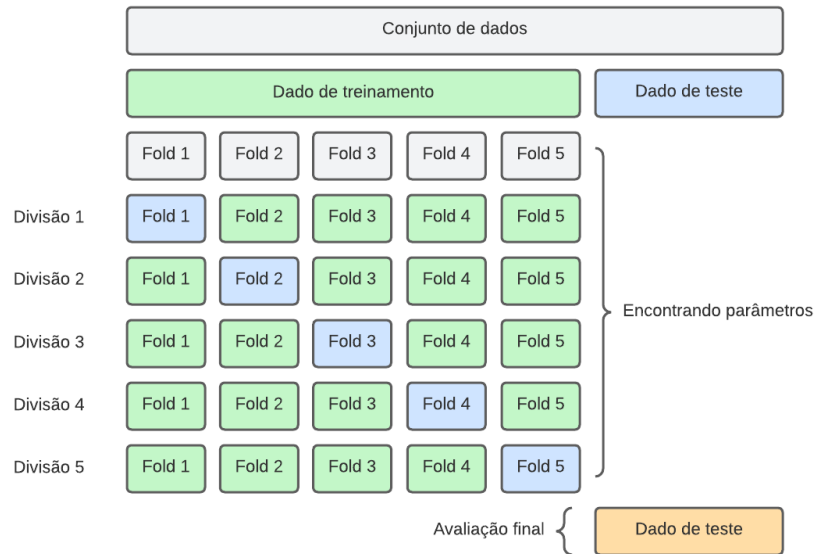 Conjunto de dados
Dado de treinamento Dado de teste
Fold 1 Fold 2 Fold 3 Fold 4 Fold 5
Divisão 1 Fold 1 Fold 2 Fold 3 Fold 4 Fold 5
Divisão 2 Fold 1 Fold 2 Fold 3 Fold 4 Fold 5
Encontrando parâmetros
Divisão 3 Fold 1 Fold 2 Fold 3 Fold 4 Fold 5
Divisão 4 Fold 1 Fold 2 Fold 3 Fold 4 Fold 5
Divisão 5 Fold 1 Fold 2 Fold 3 Fold 4 Fold 5
Avaliação final Dado de teste